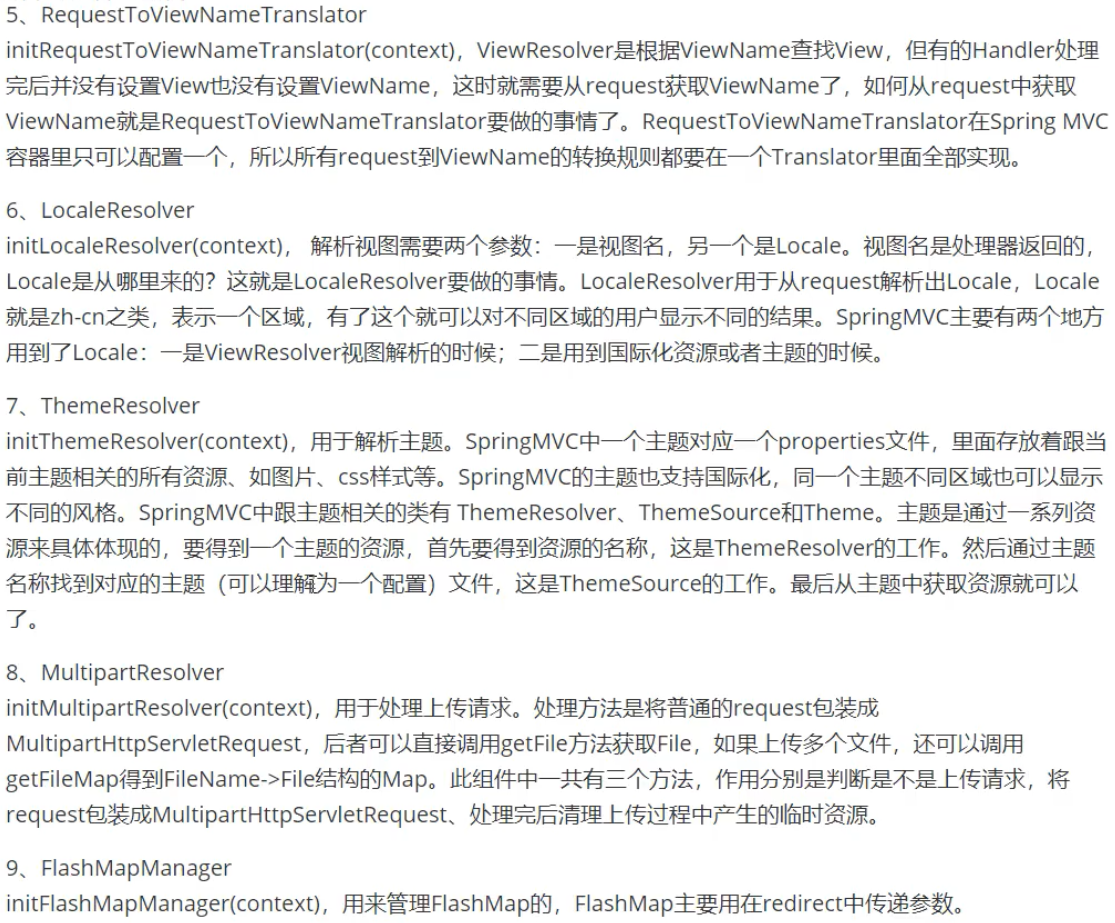 5、RequestToViewNameTranslator
initRequestToViewNameTranslator(context)，ViewResolver是根据ViewName查找View，但有的Handler处理
完后并没有设置View也没有设置ViewName，这时就需要从request获取ViewName了，如何从request中获取
ViewName就是RequestToViewNameTranslator要做的事情了。RequestToViewNameTranslator在Spring MVC
容器里只可以配置一个，所以所有request到ViewName的转换规则都要在一个Translator里面全部实现。
6、LocaleResolver
initLocaleResolver(context)， 解析视图需要两个参数：一是视图名，另一个是Locale。视图名是处理器返回的，
Locale是从哪里来的？这就是LocaleResolver要做的事情。LocaleResolver用于从request解析出Locale，Locale
就是zh-cn之类，表示一个区域，有了这个就可以对不同区域的用户显示不同的结果。SpringMVC主要有两个地方
用到了Locale：一是ViewResolver视图解析的时候；二是用到国际化资源或者主题的时候。
7、ThemeResolver
initThemeResolver(context)，用于解析主题。SpringMVC中一个主题对应一个properties文件，里面存放着跟当
前主题相关的所有资源、如图片、css样式等。SpringMVC的主题也支持国际化，同一个主题不同区域也可以显示
不同的风格。SpringMVC中跟主题相关的类有 ThemeResolver、ThemeSource和Theme。主题是通过一系列资
源来具体体现的，要得到一个主题的资源，首先要得到资源的名称，这是ThemeResolver的工作。然后通过主题
名称找到对应的主题（可以理解为一个配置）文件，这是ThemeSource的工作。最后从主题中获取资源就可以
了。
8、MultipartResolver
initMultipartResolver(context)，用于处理上传请求。处理方法是将普通的request包装成
MultipartHttpServletRequest，后者可以直接调用getFile方法获取File，如果上传多个文件，还可以调用
getFileMap得到FileName->File结构的Map。此组件中一共有三个方法，作用分别是判断是不是上传请求，将
request包装成MultipartHttpServletRequest、处理完后清理上传过程中产生的临时资源。
9、FlashMapManager
initFlashMapManager(context)，用来管理FlashMap的，FlashMap主要用在redirect中传递参数。